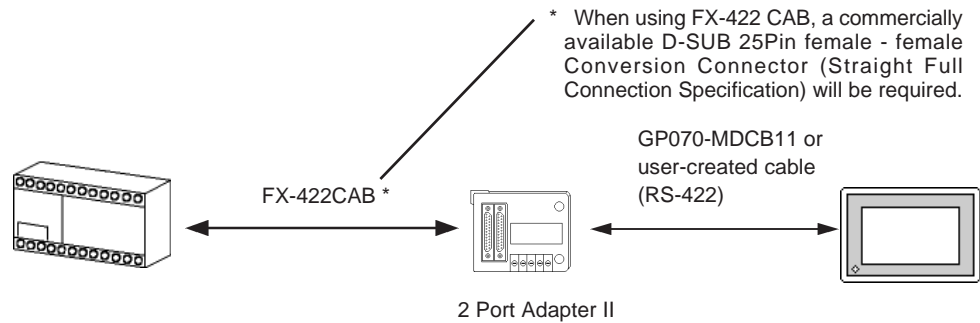 * When using FX-422 CAB, a commercially
available D-SUB 25Pin female - female
Conversion Connector (Straight Full
Connection Specification) will be required.
GP070-MDCB11 or
user-created cable
(RS-422)
FX-422CAB *
2 Port Adapter II